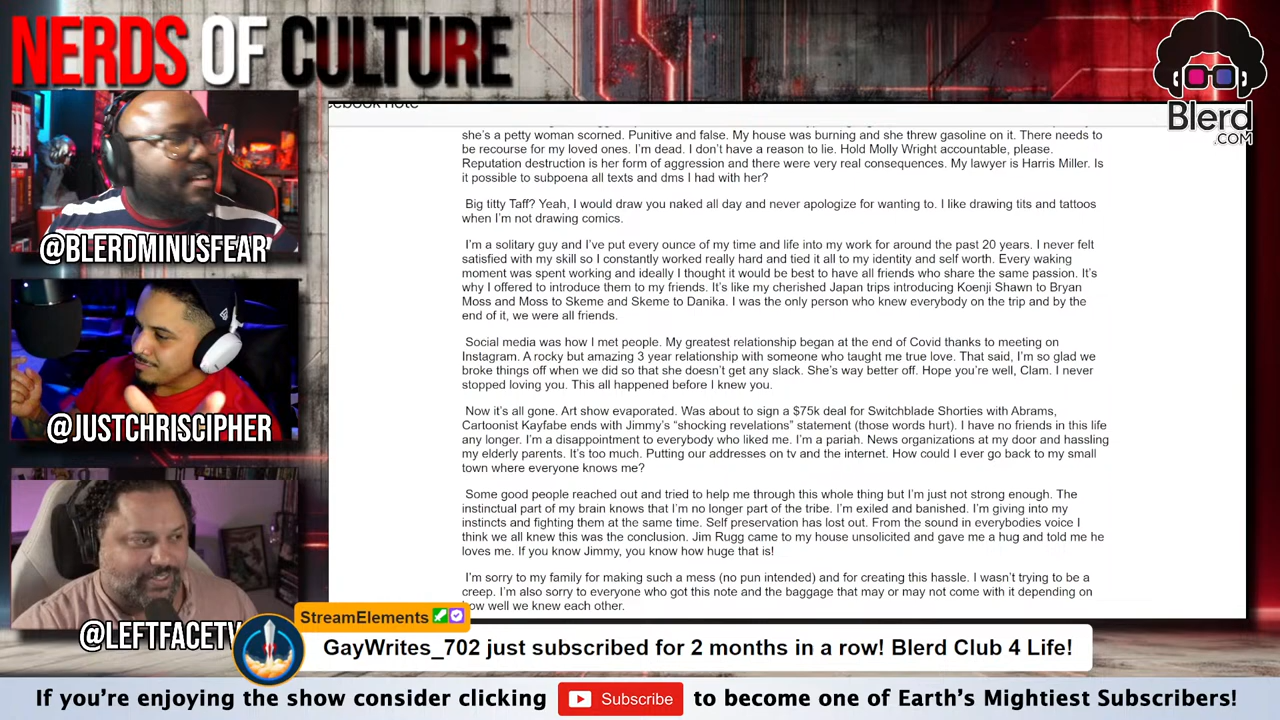 NERDS OF CULTURE
Blerd
.COM
ebook note
she's a petty woman scorned. Punitive and false. My house was burning and she threw gasoline on it. There needs to
be recourse for my loved ones. I'm dead. I don't have a reason to lie. Hold Molly Wright accountable, please.
Reputation destruction is her form of aggression and there were very real consequences. My lawyer is Harris Miller. Is
it possible to subpoena all texts and dms I had with her?
Big titty Taff? Yeah, I would draw you naked all day and never apologize for wanting to. I like drawing tits and tattoos
when I'm not drawing comics.
I'm a solitary guy and I've put every ounce of my time and life into my work for around the past 20 years. I never felt
satisfied with my skill so I constantly worked really hard and tied it all to my identity and self worth. Every waking
moment was spent working and ideally I thought it would be best to have all friends who share the same passion. It's
why I offered to introduce them to my friends. It's like my cherished Japan trips introducing Koenji Shawn to Bryan
Moss and Moss to Skeme and Skeme to Danika. I was the only person who knew everybody on the trip and by the
end of it, we were all friends.
Social media was how I met people. My greatest relationship began at the end of Covid thanks to meeting on
Instagram. A rocky but amazing 3 year relationship with someone who taught me true love. That said, I'm so glad we
broke things off when we did so that she doesn't get any slack. She's way better off. Hope you're well, Clam. I never
stopped loving you. This all happened before I knew you.
Now it's all gone. Art show evaporated. Was about to sign a $75k deal for Switchblade Shorties with Abrams,
Cartoonist Kayfabe ends with Jimmy's “shocking revelations” statement (those words hurt). I have no friends in this life
any longer. I'm a disappointment to everybody who liked me. I'm a pariah. News organizations at my door and hassling
my elderly parents. It's too much. Putting our addresses on tv and the internet. How could I ever go back to my small
town where everyone knows me?
Some good people reached out and tried to help me through this whole thing but I'm just not strong enough. The
instinctual part of my brain knows that I'm no longer part of the tribe. I'm exiled and banished. I'm giving into my
instincts and fighting them at the same time. Self preservation has lost out. From the sound in everybodies voice I
think we all knew this was the conclusion. Jim Rugg came to my house unsolicited and gave me a hug and told me he
loves me. If you know Jimmy, you know how huge that is!
I'm sorry to my family for making such a mess (no pun intended) and for creating this hassle. I wasn't trying to be a
creep. I'm also sorry to everyone who got this note and the baggage that may or may not come with it depending on
how well we knew each other.
@BLERDMINUSFEAR
@JUSTCHRISCIPHER
@LEFTFACETV
StreamElements
GayWrites_702 just subscribed for 2 months in a row! Blerd Club 4 Life!
If you're enjoying the show consider clicking Subscribe to become one of Earth's Mightiest Subscribers!